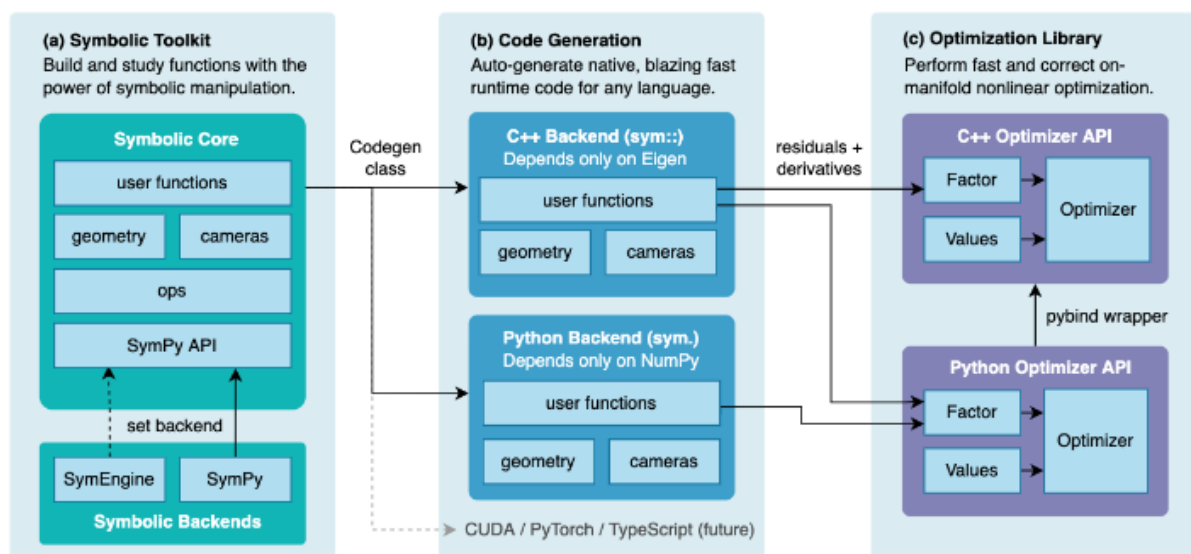 (a) Symbolic Toolkit
Build and study functions with the
power of symbolic manipulation.
Symbolic Core
user functions
geometry
cameras
ops
SymPy API
set backend
SymEngine
SymPy
Symbolic Backends
Codegen
class
(b) Code Generation
Auto-generate native, blazing fast
runtime code for any language.
C++ Backend (sym::)
Depends only on Eigen
user functions
geometry
cameras
Python Backend (sym.)
Depends only on NumPy
user functions
geometry
cameras
CUDA / PyTorch / TypeScript (future)
residuals +
derivatives
(c) Optimization Library
Perform fast and correct on-
manifold nonlinear optimization.
C++ Optimizer API
Factor
Values
Optimizer
pybind wrapper
Python Optimizer API
Factor
Values
Optimizer